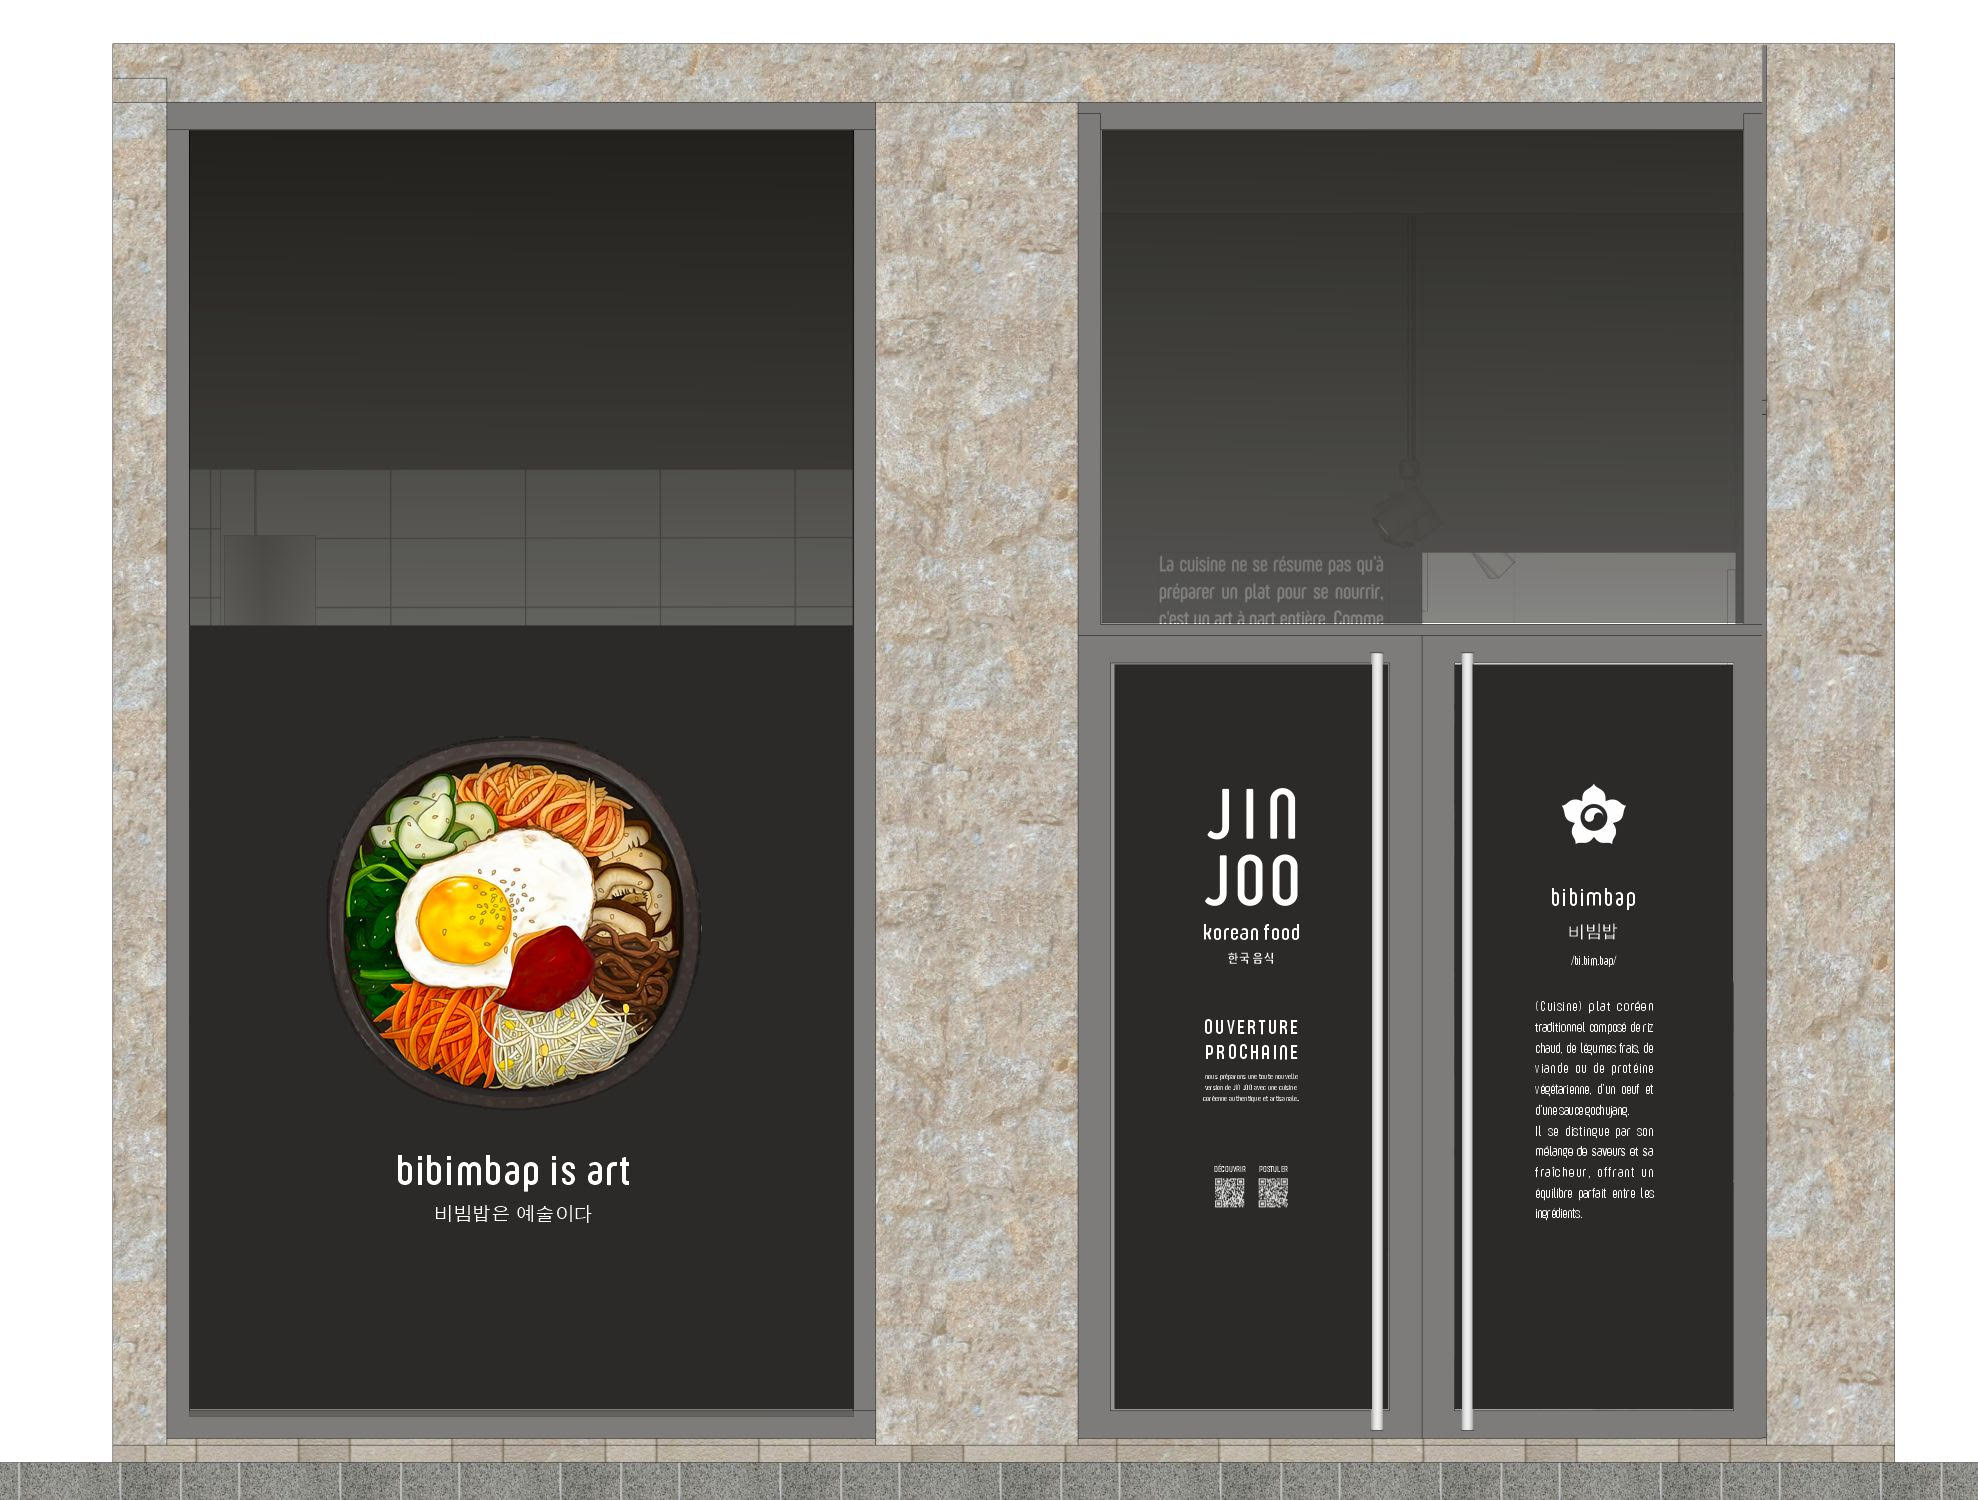 La cuisine ne se résume pas qu'à
préparer un plat pour se nourrir,
c'est un art à part entière. Comme
bibimbap is art
비빔밥은 예술이다
JIN
JOO
korean food
한국 음식
OUVERTURE
PROCHAINE
nous préparons une toute nouvelle
version de JIN JOO avec une cuisine
coréenne authentique et artisanale.
DÉCOUVRIR POSTULER
bibimbap
비빔밥
/bi.bim.bap/
(Cuisine) plat coréen
traditionnel composé de riz
chaud, de légumes frais, de
viande ou de protéine
végétarienne, d'un oeuf et
d'une sauce gochujang.
Il se distingue par son
mélange de saveurs et sa
fraîcheur, offrant un
équilibre parfait entre les
ingrédients.